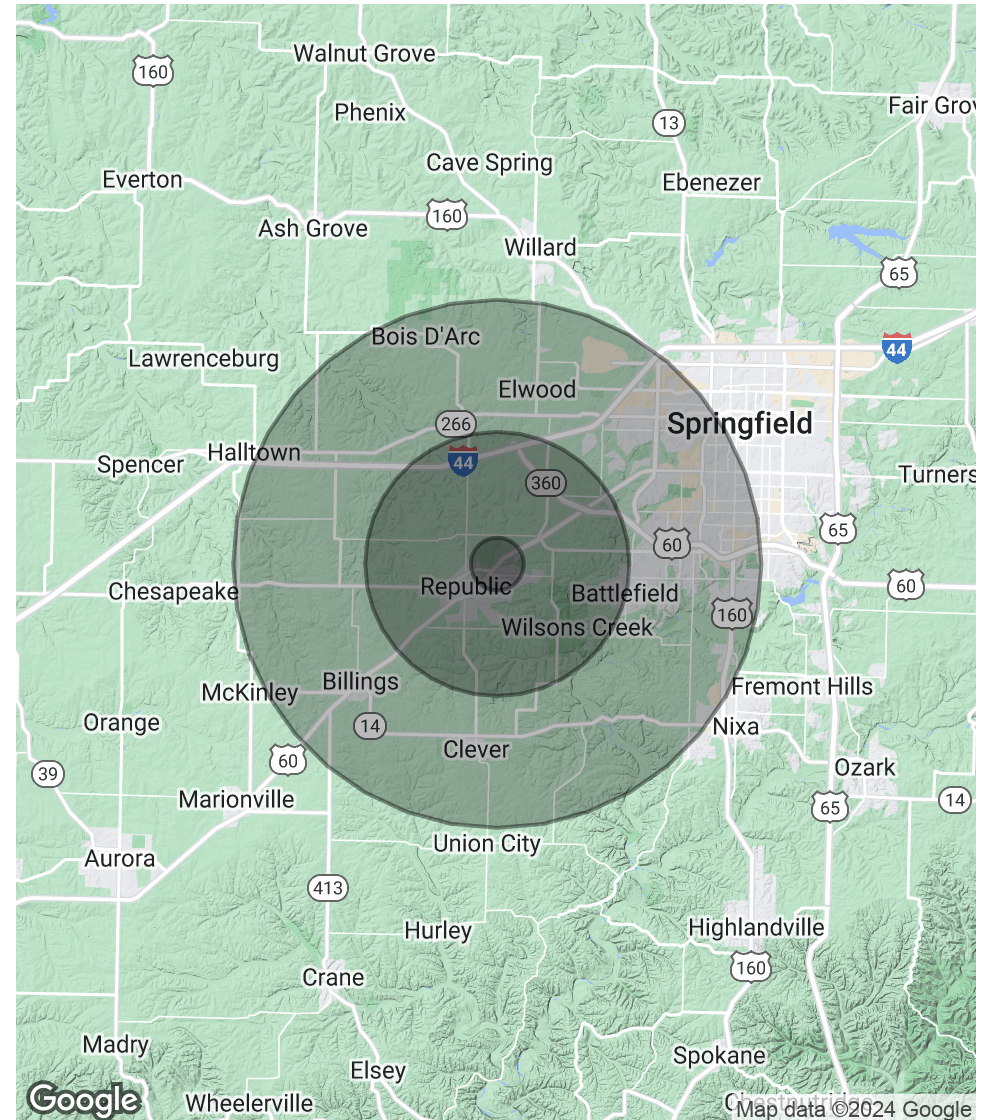 Walnut Grove
160
Phenix
Fair Grov
13
Cave Spring
Everton
Ebenezer
160
Ash Grove
Willard
65
Bois D'Arc
44
Lawrenceburg
Elwood
266
Springfield
Halltown
Spencer
44
Turners
360
65
60
60
Republic
Chesapeake
Battlefield
160
Wilsons Creek
Billings
McKinley
Fremont Hills
Orange
14
Nixa
Clever
60
39
Ozark
Marionville
14
65
Union City
Aurora
413
Highlandville
Hurley
160
Crane
Madry
Spokane
Elsey
Google
Wheelerville
Map data ©2024 Google